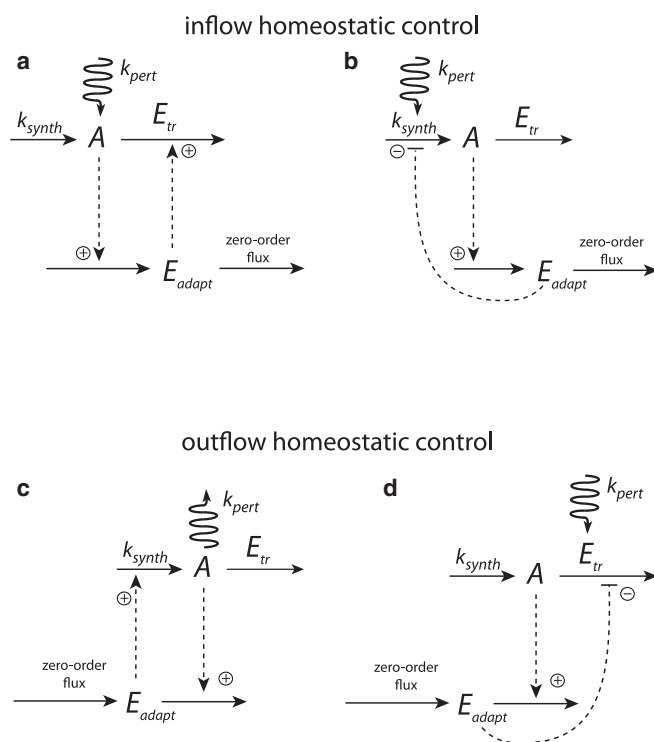 inflow homeostatic control
a
b
k_pert
k_pert
k_synth
A
E_tr
⊕
k_synth
⊖
A
E_tr
⊕
E_adapt
zero-order
flux
⊕
E_adapt
zero-order
flux
outflow homeostatic control
c
d
k_pert
k_pert
k_synth
A
E_tr
⊕
k_synth
A
E_tr
⊖
zero-order
flux
E_adapt
⊕
zero-order
flux
E_adapt
⊕